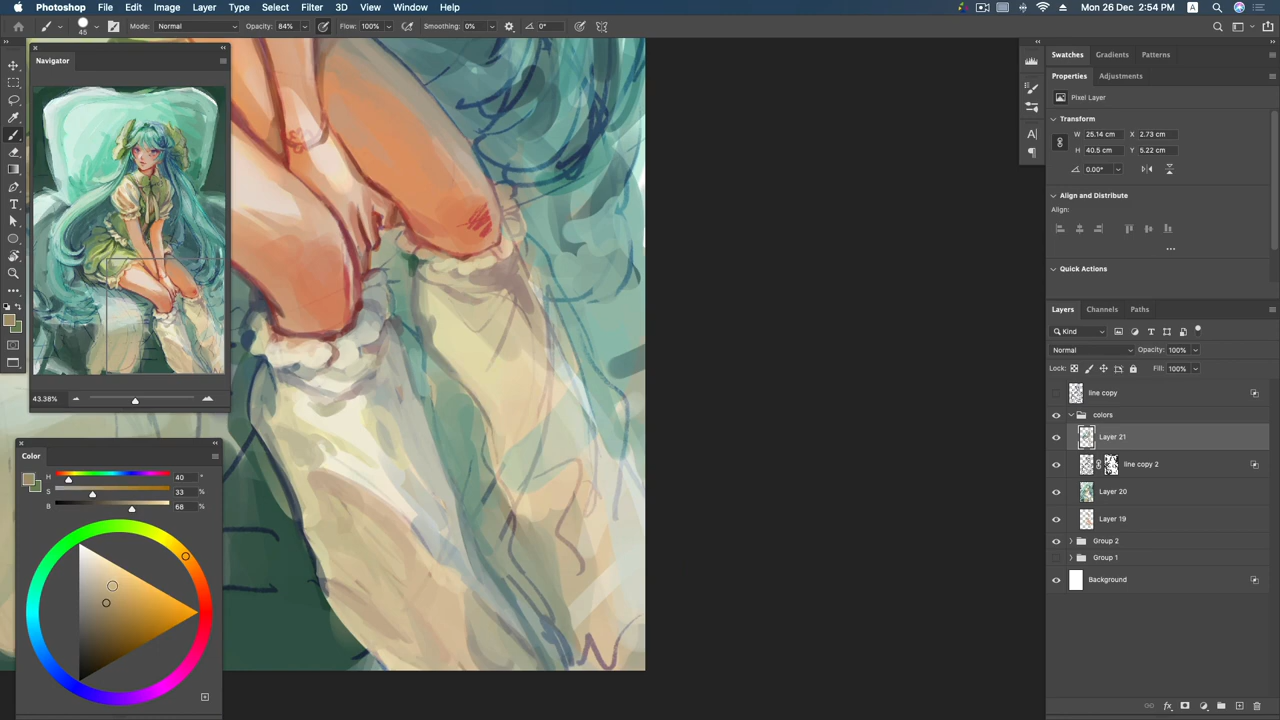 Photoshop File Edit Image Layer Type Select Filter 3D View Window Help Mon 26 Dec 2:54 PM A
45 Mode: Normal Opacity: 84% Flow: 100% Smoothing: 0% 0°
Navigator
43.38%
Color
H 40 °
S 33 %
B 68 %
Swatches Gradients Patterns
Properties Adjustments
Pixel Layer
Transform
W 25.14 cm X 2.73 cm
H 40.5 cm Y 5.22 cm
0.00°
Align and Distribute
Align:
Quick Actions
Layers Channels Paths
Kind
Normal Opacity: 100%
Lock: Fill: 100%
line copy
colors
Layer 21
line copy 2
Layer 20
Layer 19
Group 2
Group 1
Background